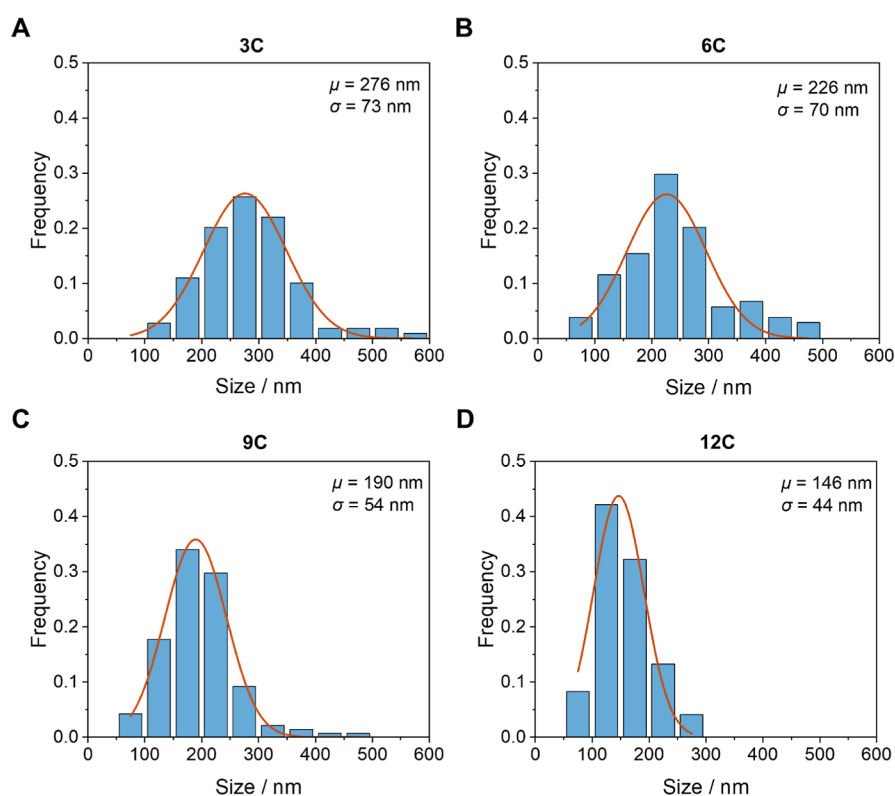 A
3C
μ = 276 nm
σ = 73 nm
0.5
0.4
0.3
0.2
0.1
0.0
Frequency
0 100 200 300 400 500 600
Size / nm
B
6C
μ = 226 nm
σ = 70 nm
0.5
0.4
0.3
0.2
0.1
0.0
Frequency
0 100 200 300 400 500 600
Size / nm
C
9C
μ = 190 nm
σ = 54 nm
0.5
0.4
0.3
0.2
0.1
0.0
Frequency
0 100 200 300 400 500 600
Size / nm
D
12C
μ = 146 nm
σ = 44 nm
0.5
0.4
0.3
0.2
0.1
0.0
Frequency
0 100 200 300 400 500 600
Size / nm